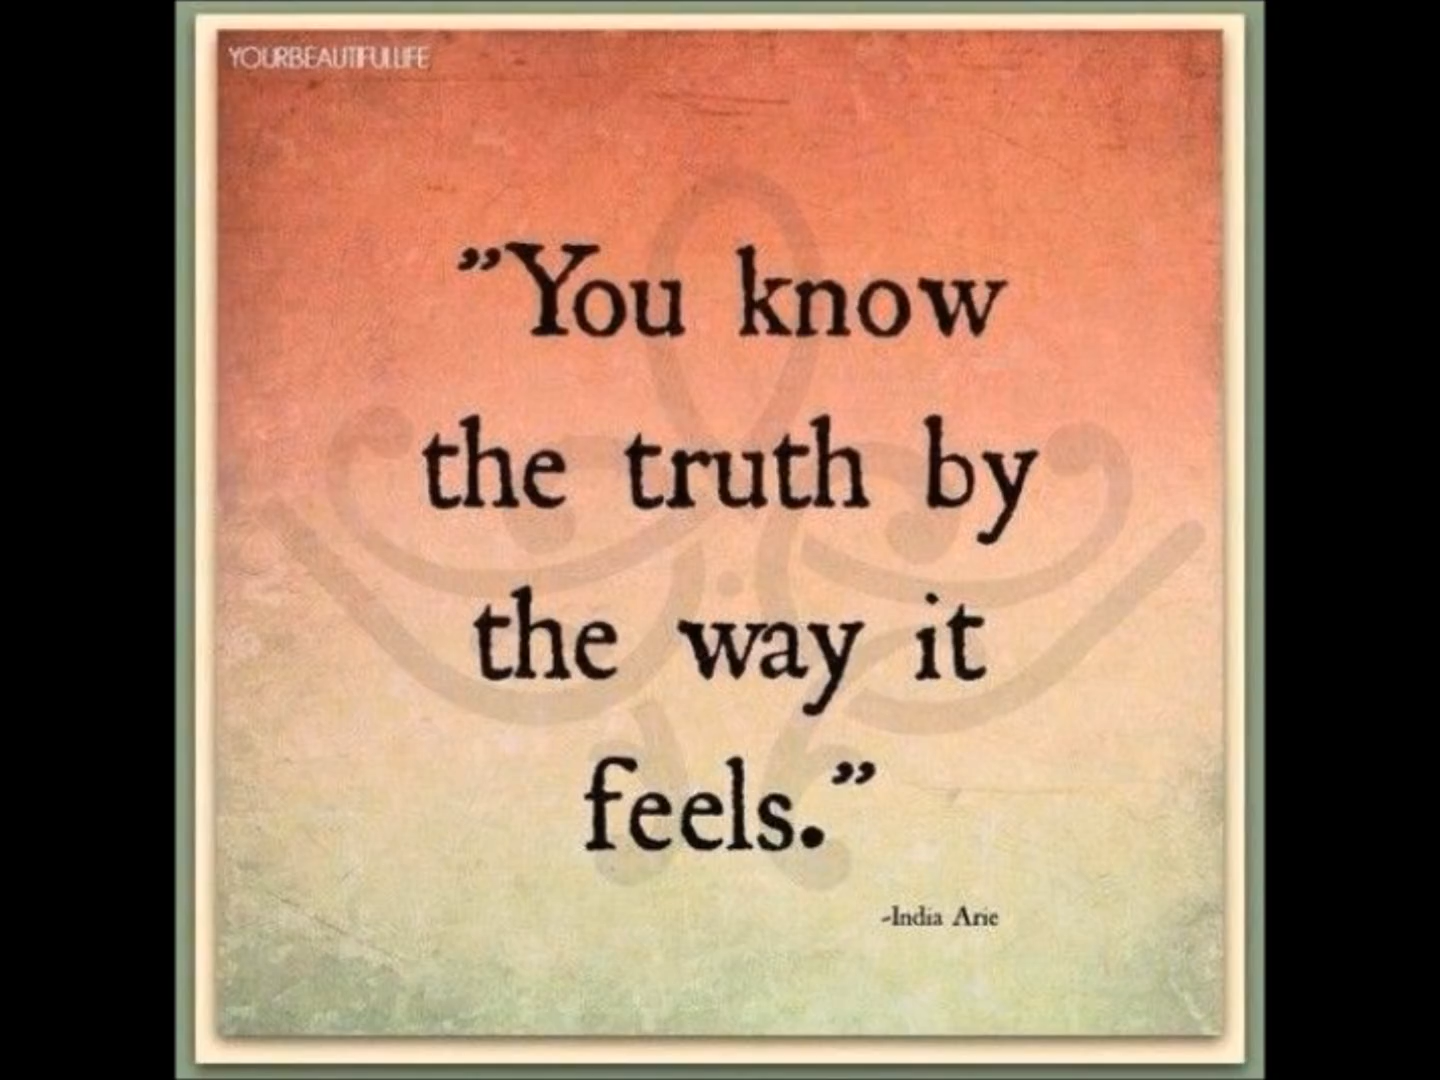 YOURBEAUTIFULLIFE
”You know
the truth by
the way it
feels.”
-India Arie